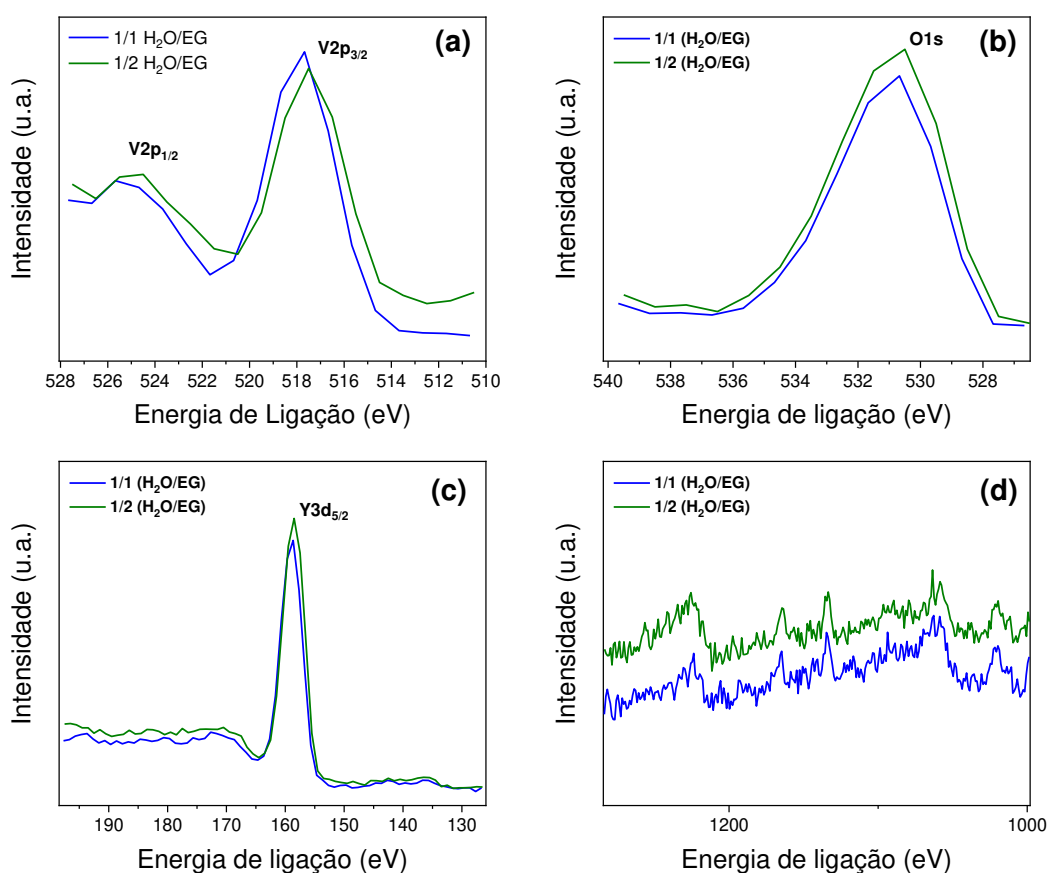 1/1 H₂O/EG
1/2 H₂O/EG
(a)
V2p₃/₂
V2p₁/₂
Intensidade (u.a.)
528 526 524 522 520 518 516 514 512 510
Energia de Ligação (eV)
1/1 (H₂O/EG)
1/2 (H₂O/EG)
O1s
(b)
Intensidade (u.a.)
540 538 536 534 532 530 528
Energia de ligação (eV)
1/1 (H₂O/EG)
1/2 (H₂O/EG)
(c)
Y3d₅/₂
Intensidade (u.a.)
190 180 170 160 150 140 130
Energia de ligação (eV)
1/1 (H₂O/EG)
1/2 (H₂O/EG)
(d)
Intensidade (u.a.)
1200 1000
Energia de ligação (eV)